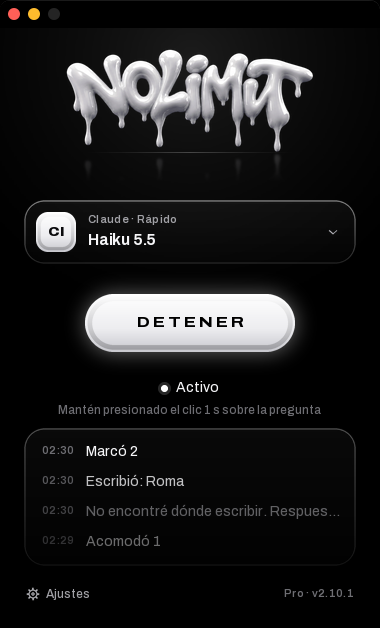 NOLIMIT
Cl
Claude · Rápido
Haiku 5.5
DETENER
Activo
Mantén presionado el clic 1 s sobre la pregunta
02:30 Marcó 2
02:30 Escribió: Roma
02:30 No encontré dónde escribir. Respues...
02:29 Acomodó 1
Ajustes
Pro · v2.10.1